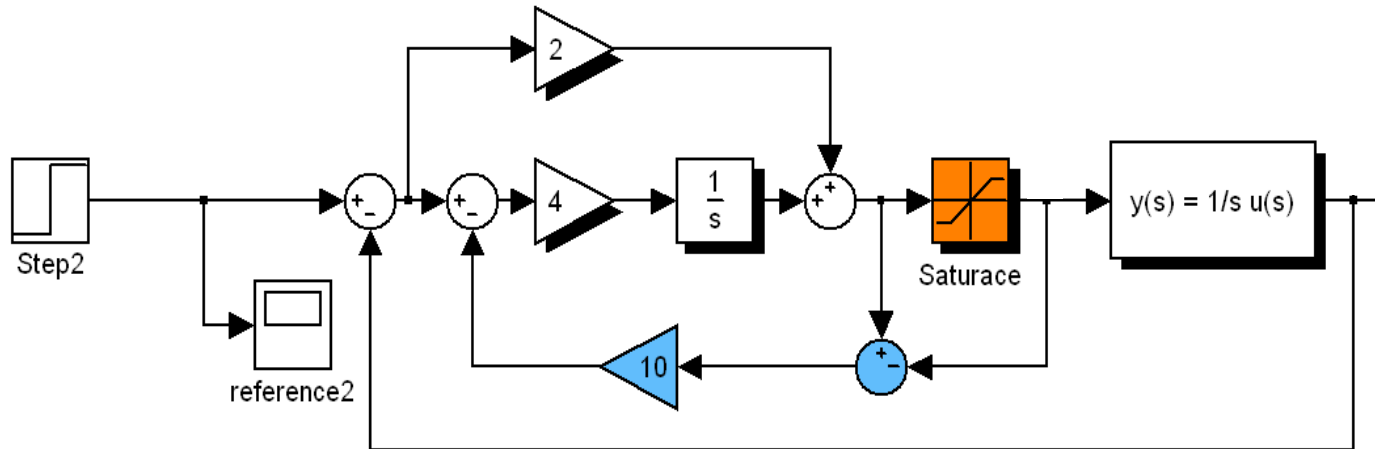 2
Step2
4
1
s
Saturace
y(s) = 1/s u(s)
10
reference2